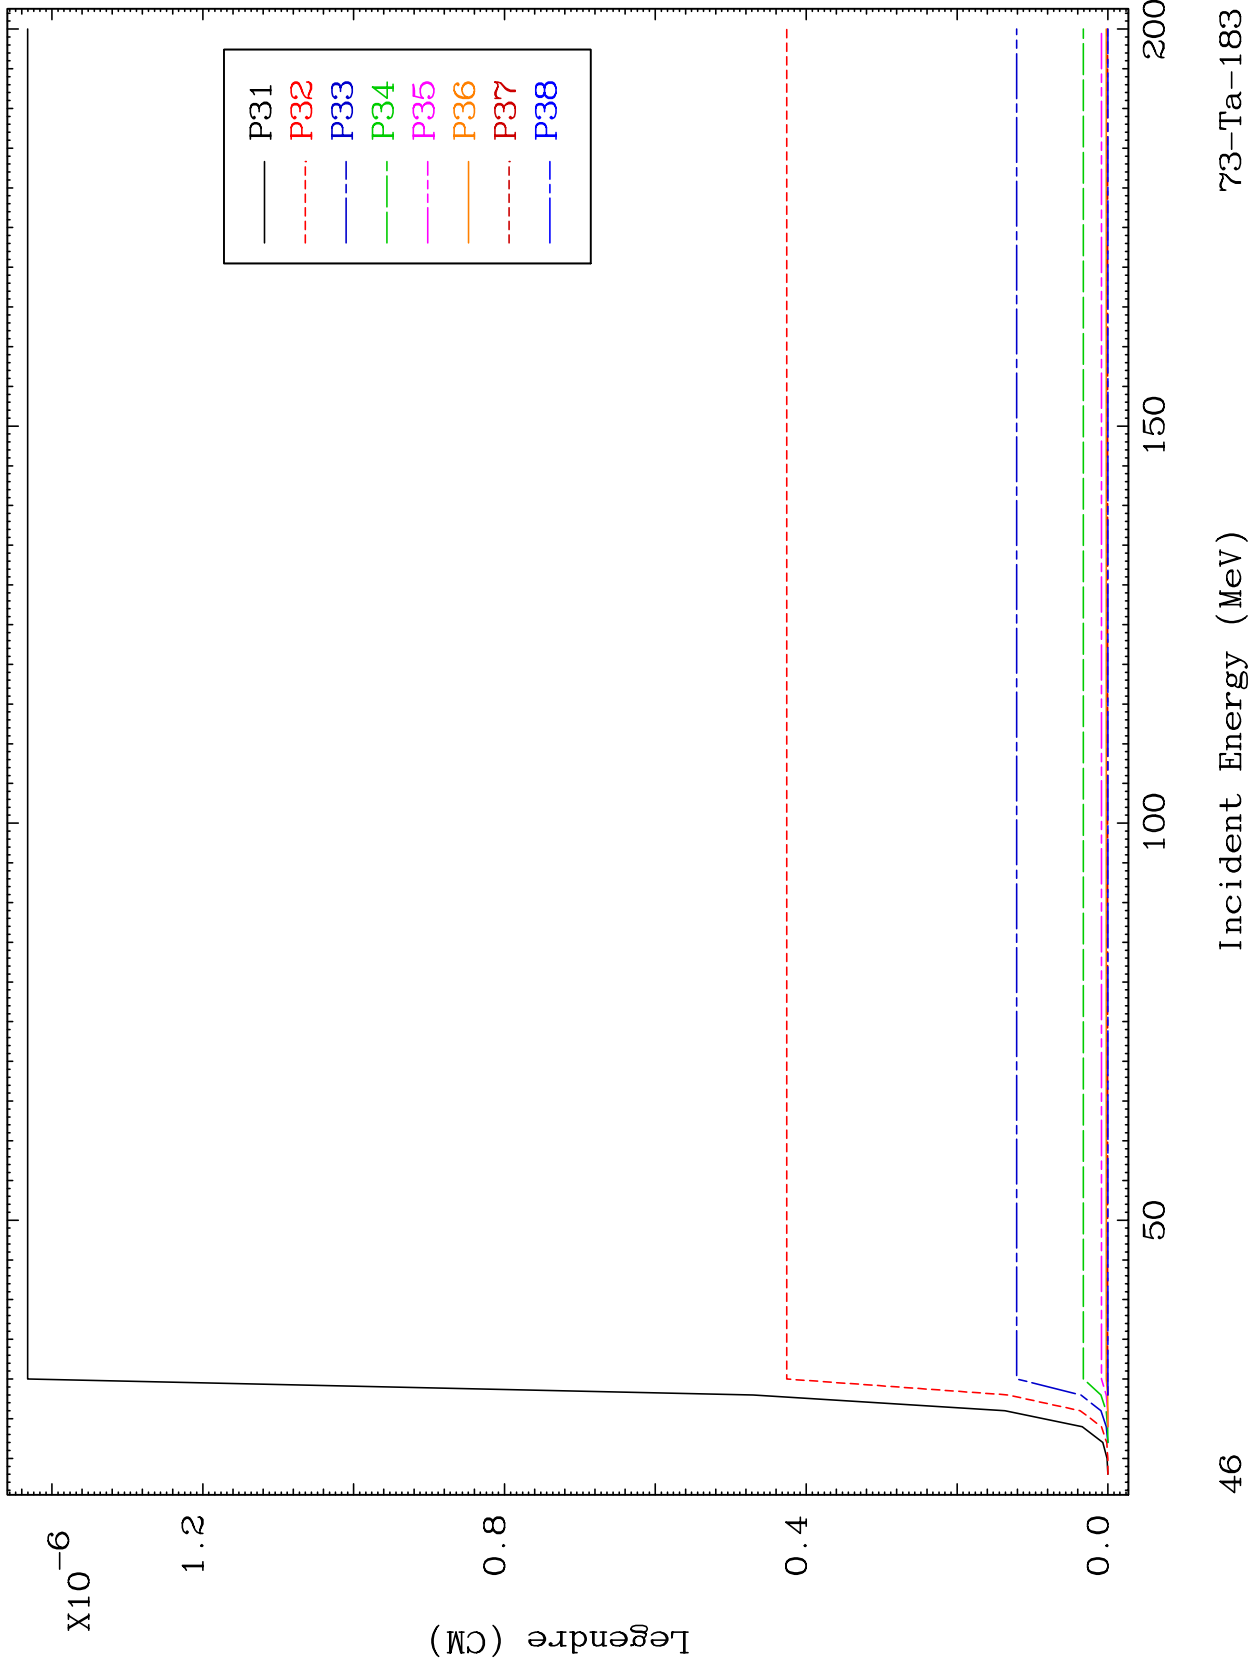 X10-6
1.2
0.8
0.4
0.0
Legendre (CM)
P31
P32
P33
P34
P35
P36
P37
P38
50
100
150
200
Incident Energy (MeV)
46
73-Ta-183